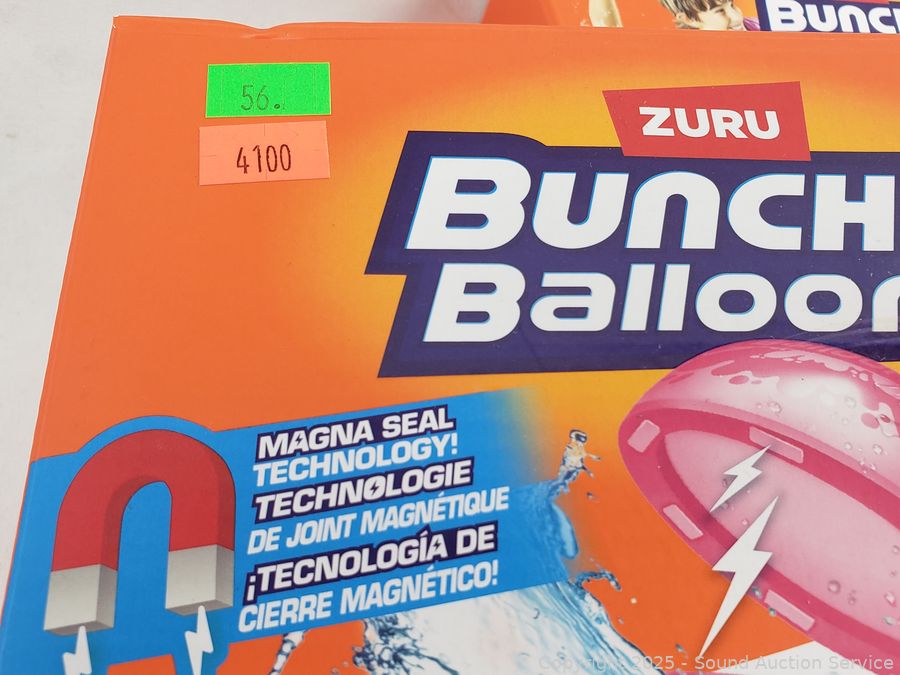 BUNC
56.
4100
ZURU
BUNCH
Balloon
MAGNA SEAL
TECHNOLOGY!
TECHNOLOGIE
DE JOINT MAGNÉTIQUE
¡TECNOLOGÍA DE
CIERRE MAGNÉTICO!
Copyright 2025 - Sound Auction Service